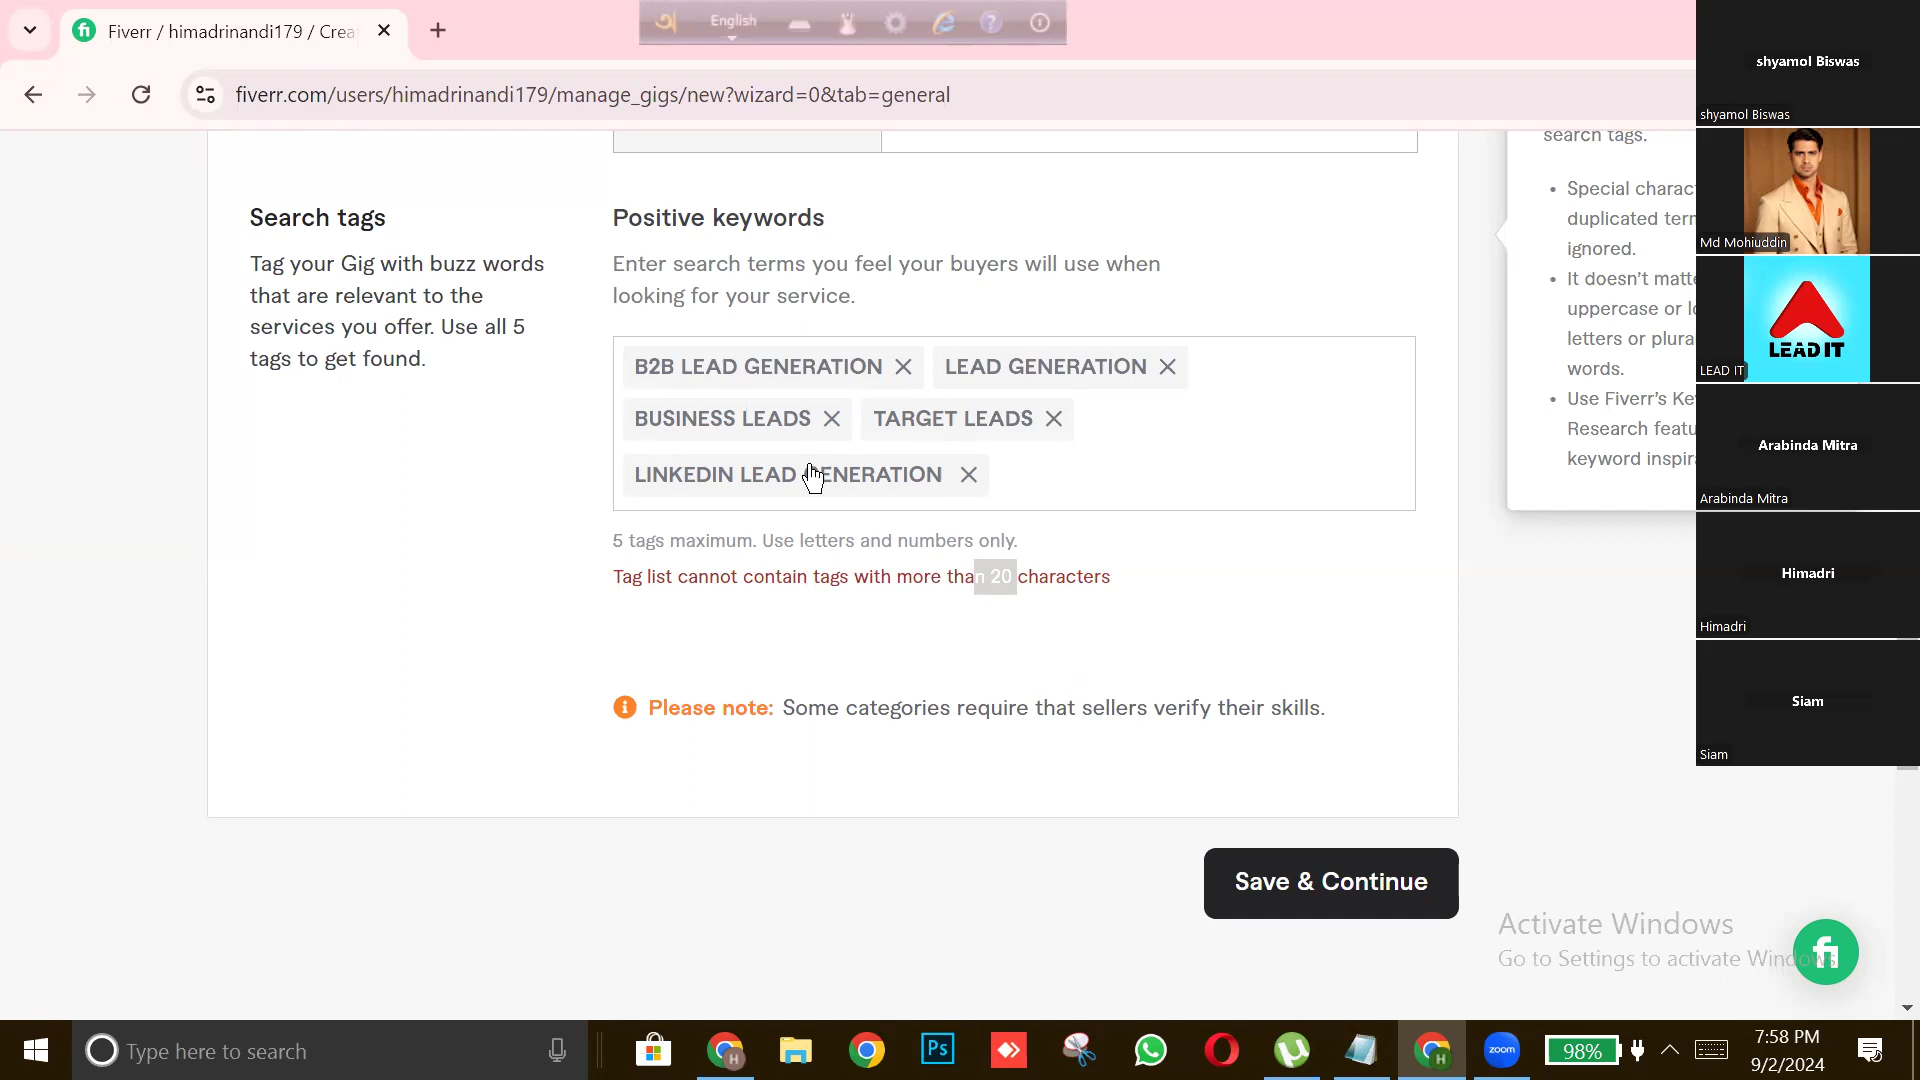 Fiverr / himadrinandi179 / Crea
English
fiverr.com/users/himadrinandi179/manage_gigs/new?wizard=0&tab=general
shyamol Biswas
shyamol Biswas
Md Mohiuddin
LEAD IT
LEAD IT
Arabinda Mitra
Arabinda Mitra
Himadri
Himadri
Siam
Siam
search tags.
• Special charac
duplicated tern
ignored.
• It doesn't matte
uppercase or lo
letters or plura
words.
• Use Fiverr's Ke
Research featu
keyword inspira
Search tags
Tag your Gig with buzz words
that are relevant to the
services you offer. Use all 5
tags to get found.
Positive keywords
Enter search terms you feel your buyers will use when
looking for your service.
B2B LEAD GENERATION LEAD GENERATION
BUSINESS LEADS TARGET LEADS
LINKEDIN LEAD GENERATION
5 tags maximum. Use letters and numbers only.
Tag list cannot contain tags with more than 20 characters
Please note: Some categories require that sellers verify their skills.
Save & Continue
Activate Windows
Go to Settings to activate Windows.
fi
Type here to search
Ps
zoom
98%
7:58 PM
9/2/2024